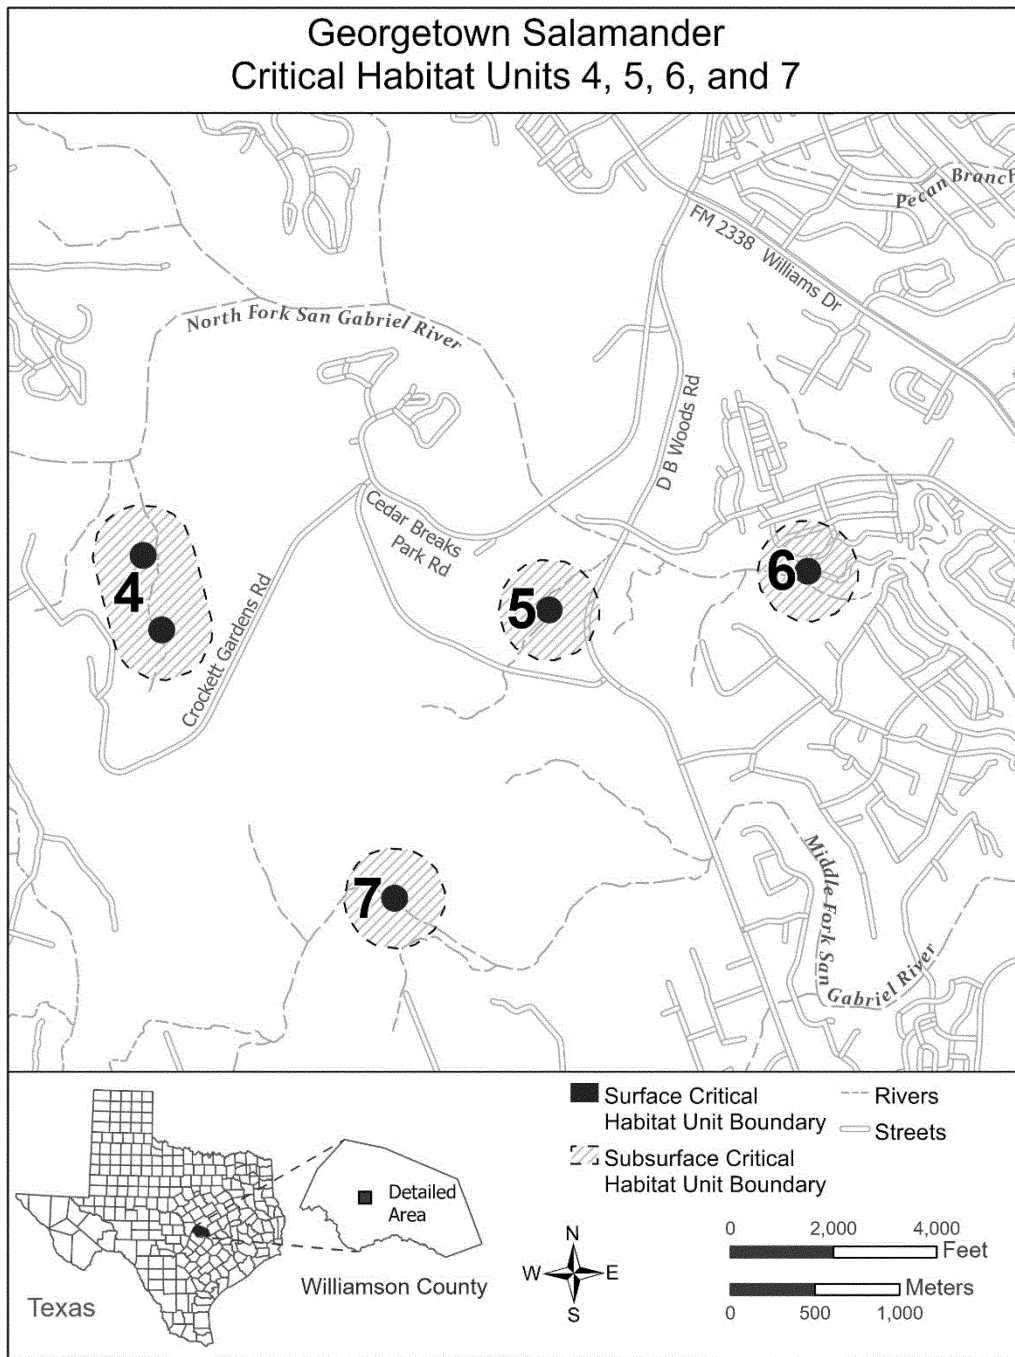 Georgetown Salamander
Critical Habitat Units 4, 5, 6, and 7
Pecan Branch
FM 2338 Williams Dr
North Fork San Gabriel River
D B Woods Rd
Cedar Breaks
Park Rd
4
5
6
Crockett Gardens Rd
7
Middle Fork San
Gabriel River
Surface Critical
Habitat Unit Boundary
Subsurface Critical
Habitat Unit Boundary
Rivers
Streets
Detailed
Area
Williamson County
Texas
N
W E
S
0 2,000 4,000
Feet
Meters
0 500 1,000